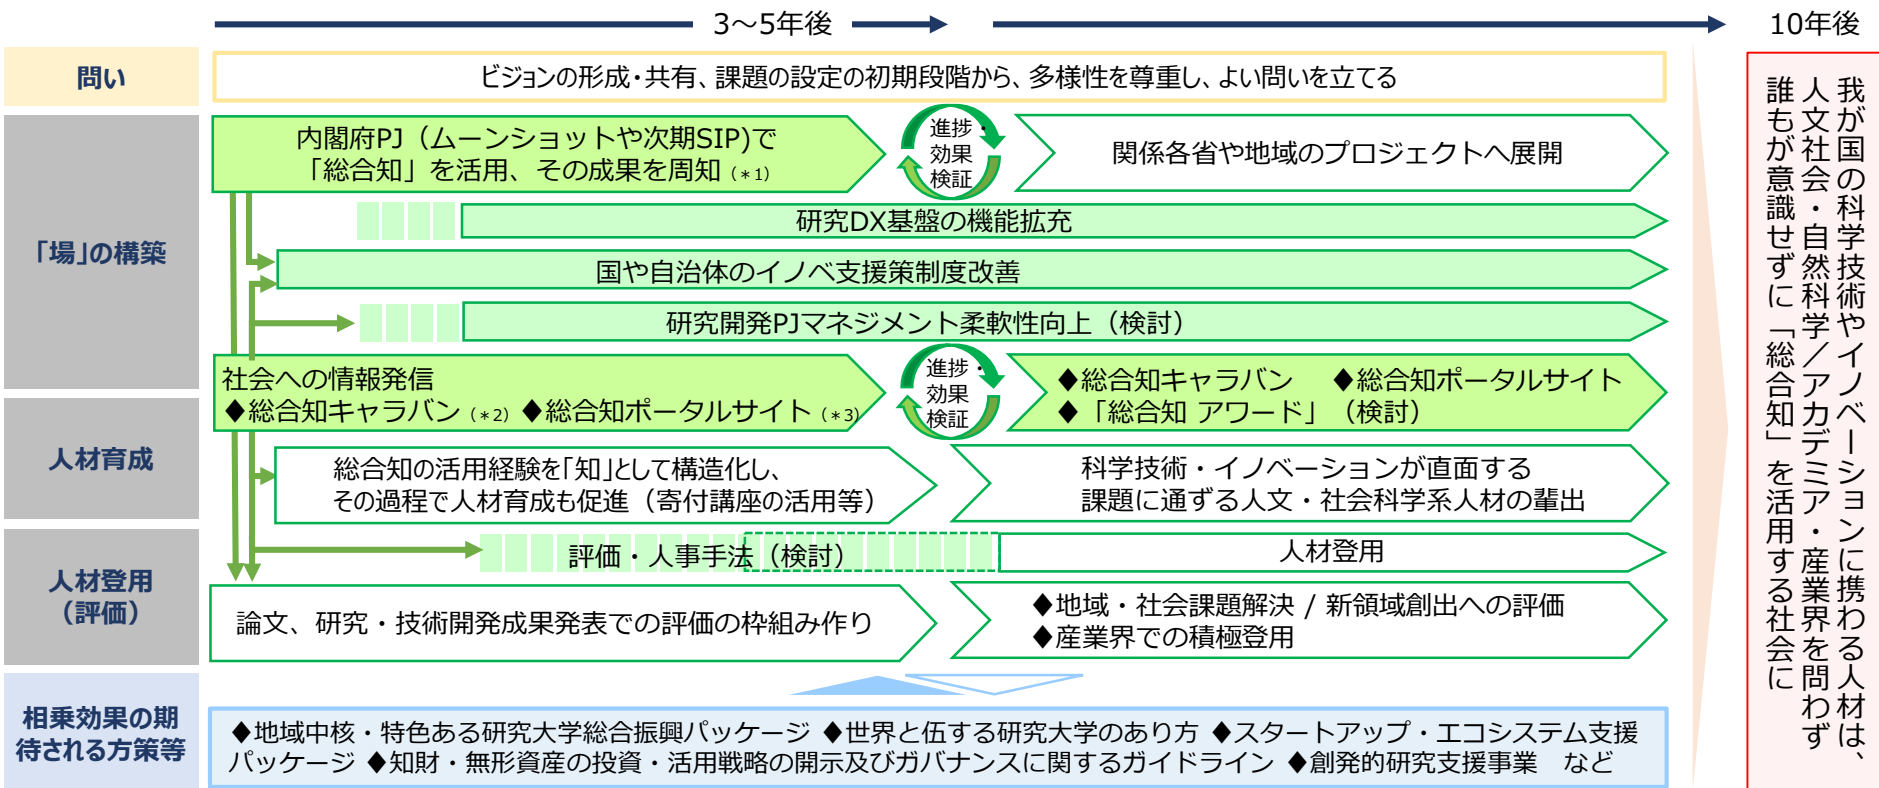 3～5年後
10年後
問い
ビジョンの形成・共有、課題の設定の初期段階から、多様性を尊重し、よい問いを立てる
「場」の構築
内閣府PJ（ムーンショットや次期SIP)で
「総合知」を活用、その成果を周知（＊1）
進捗・
効果
検証
関係各省や地域のプロジェクトへ展開
研究DX基盤の機能拡充
国や自治体のイノベ支援策制度改善
研究開発PJマネジメント柔軟性向上（検討）
社会への情報発信
◆総合知キャラバン（＊2）◆総合知ポータルサイト（＊3）
進捗・
効果
検証
◆総合知キャラバン　◆総合知ポータルサイト
◆「総合知 アワード」（検討）
人材育成
総合知の活用経験を「知」として構造化し、
その過程で人材育成も促進（寄付講座の活用等）
科学技術・イノベーションが直面する
課題に通ずる人文・社会科学系人材の輩出
人材登用
（評価）
評価・人事手法（検討）
人材登用
論文、研究・技術開発成果発表での評価の枠組み作り
◆地域・社会課題解決 / 新領域創出への評価
◆産業界での積極登用
相乗効果の期
待される方策等
◆地域中核・特色ある研究大学総合振興パッケージ ◆世界と伍する研究大学のあり方 ◆スタートアップ・エコシステム支援
パッケージ ◆知財・無形資産の投資・活用戦略の開示及びガバナンスに関するガイドライン ◆創発的研究支援事業　など
我が国の科学技術やイノベーションに携わる人材は、
人文社会・自然科学／アカデミア・産業界を問わず
誰もが意識せずに「総合知」を活用する社会に